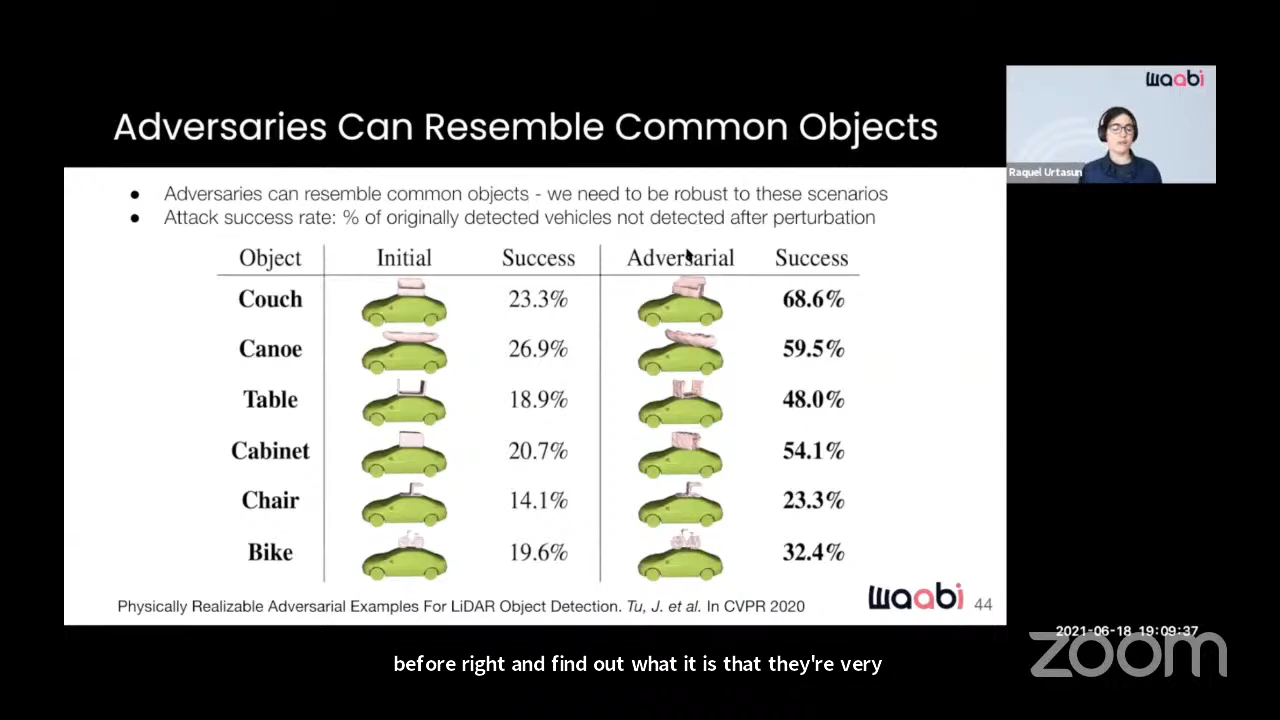 waabi
Adversaries Can Resemble Common Objects
Raquel Urtasun
• Adversaries can resemble common objects - we need to be robust to these scenarios
• Attack success rate: % of originally detected vehicles not detected after perturbation
Object Initial Success Adversarial Success
Couch 23.3% 68.6%
Canoe 26.9% 59.5%
Table 18.9% 48.0%
Cabinet 20.7% 54.1%
Chair 14.1% 23.3%
Bike 19.6% 32.4%
Physically Realizable Adversarial Examples For LiDAR Object Detection. Tu, J. et al. In CVPR 2020
waabi 44
2021-06-18 19:09:37
zoom
before right and find out what it is that they're very